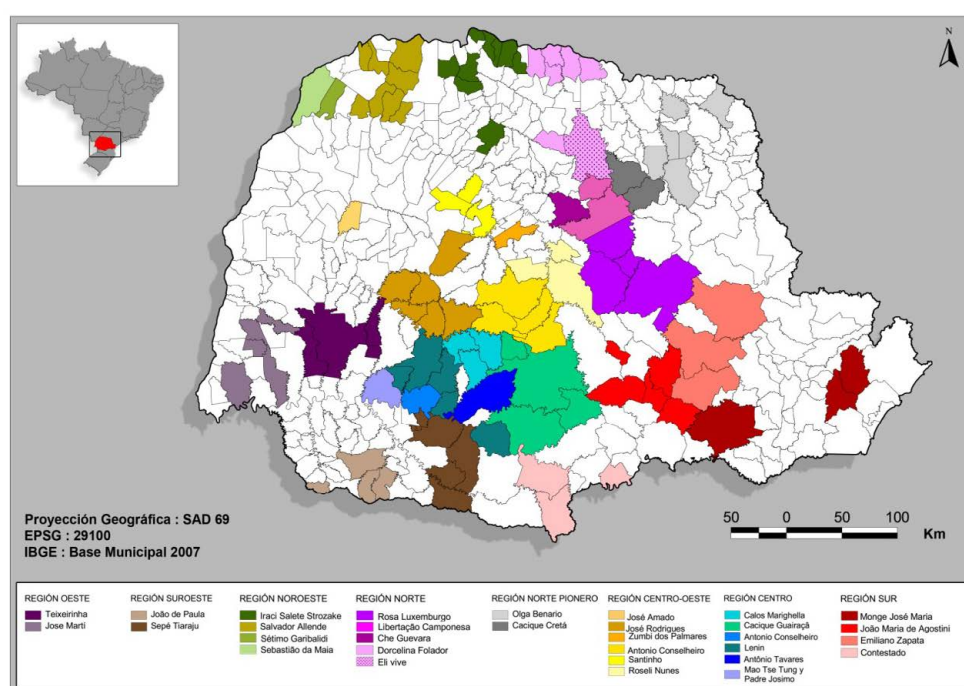 N
Proyección Geográfica : SAD 69
EPSG : 29100
IBGE : Base Municipal 2007
50 0 50 100
Km
REGIÓN OESTE
Teixeirinha
Jose Martí
REGIÓN SUROESTE
João de Paula
Sepé Tiaraju
REGIÓN NOROESTE
Iraci Salete Strozake
Salvador Allende
Sétimo Garibalidi
Sebastião da Maia
REGIÓN NORTE
Rosa Luxemburgo
Libertação Camponesa
Che Guevara
Dorcelina Folador
Eli vive
REGIÓN NORTE PIONERO
Olga Benario
Cacique Cretá
REGIÓN CENTRO-OESTE
José Amado
José Rodrigues
Zumbi dos Palmares
Antonio Conselheiro
Santinho
Roseli Nunes
REGIÓN CENTRO
Calos Marighella
Cacique Guairaçã
Antonio Conselheiro
Lenin
Antônio Tavares
Mao Tse Tung y
Padre Josimo
REGIÓN SUR
Monge José Maria
João Maria de Agostini
Emiliano Zapata
Contestado